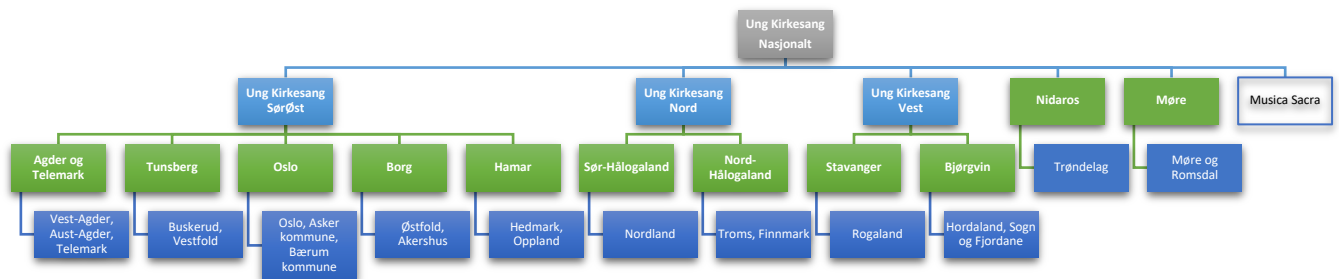 Ung Kirkesang
Nasjonalt
Ung Kirkesang
SørØst
Ung Kirkesang
Nord
Ung Kirkesang
Vest
Nidaros
Møre
Musica Sacra
Agder og
Telemark
Tunsberg
Oslo
Borg
Hamar
Sør-Hålogaland
Nord-
Hålogaland
Stavanger
Bjørgvin
Trøndelag
Møre og
Romsdal
Vest-Agder,
Aust-Agder,
Telemark
Buskerud,
Vestfold
Oslo, Asker
kommune,
Bærum
kommune
Østfold,
Akershus
Hedmark,
Oppland
Nordland
Troms, Finnmark
Rogaland
Hordaland, Sogn
og Fjordane